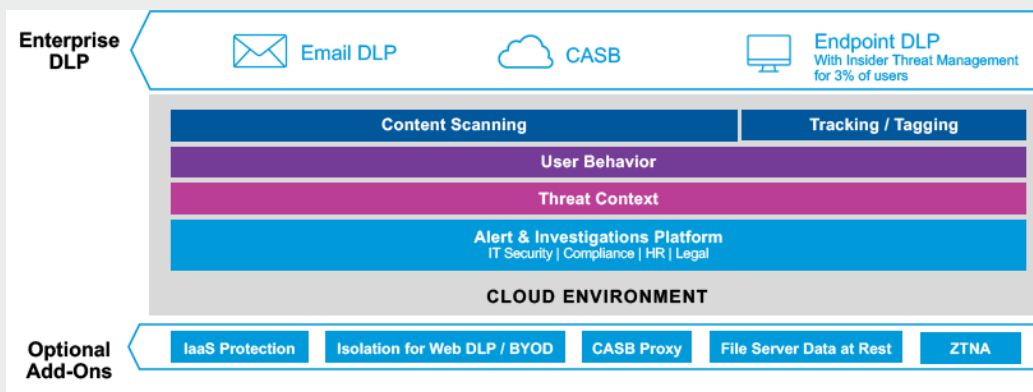 Enterprise
DLP
Email DLP
CASB
Endpoint DLP
With Insider Threat Management
for 3% of users
Content Scanning
Tracking / Tagging
User Behavior
Threat Context
Alert & Investigations Platform
IT Security | Compliance | HR | Legal
CLOUD ENVIRONMENT
Optional
Add-Ons
IaaS Protection
Isolation for Web DLP / BYOD
CASB Proxy
File Server Data at Rest
ZTNA